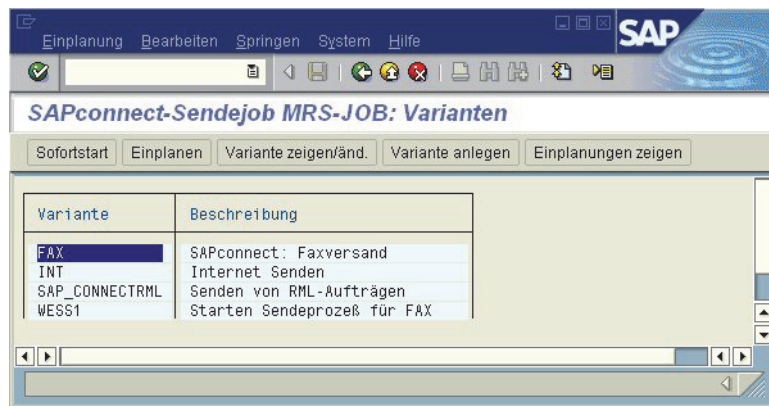 Einplanung Bearbeiten Springen System Hilfe
SAP
SAPconnect-Sendejob MRS-JOB: Varianten
Sofortstart Einplanen Variante zeigen/änd. Variante anlegen Einplanungen zeigen
Variante Beschreibung
FAX SAPconnect: Faxversand
INT Internet Senden
SAP_CONNECTRML Senden von RML-Aufträgen
WESS1 Starten Sendeprozeß für FAX